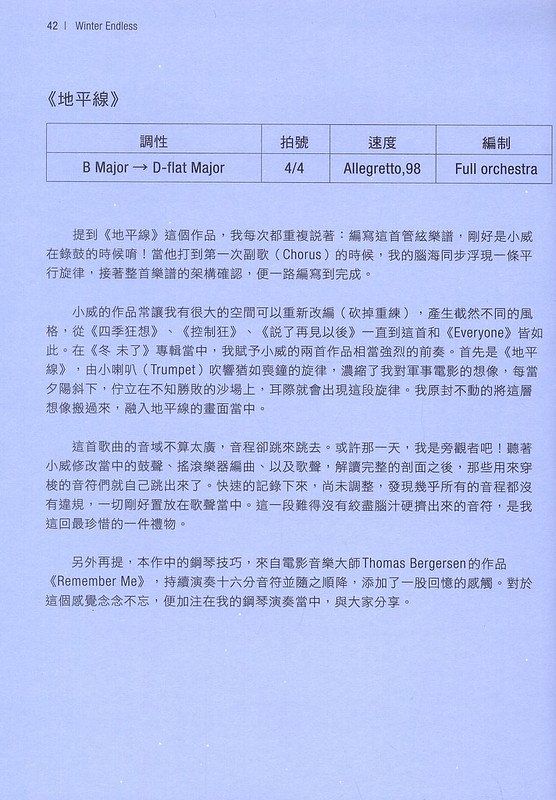 42 | Winter Endless
《地平線》
調性 拍號 速度 編制
B Major → D-flat Major 4/4 Allegretto,98 Full orchestra
提到《地平線》這個作品，我每次都重複説著：編寫這首管絃樂譜，剛好是小威
在錄鼓的時候唷！當他打到第一次副歌（Chorus）的時候，我的腦海同步浮現一條平
行旋律，接著整首樂譜的架構確認，便一路編寫到完成。
小威的作品常讓我有很大的空間可以重新改編（砍掉重練），產生截然不同的風
格，從《四季狂想》、《控制狂》、《説了再見以後》一直到這首和《Everyone》皆如
此。在《冬 未了》專輯當中，我賦予小威的兩首作品相當強烈的前奏。首先是《地平
線》，由小喇叭（Trumpet）吹響猶如喪鐘的旋律，濃縮了我對軍事電影的想像，每當
夕陽斜下，佇立在不知勝敗的沙場上，耳際就會出現這段旋律。我原封不動的將這層
想像搬過來，融入地平線的畫面當中。
這首歌曲的音域不算太廣，音程卻跳來跳去。或許那一天，我是旁觀者吧！聽著
小威修改當中的鼓聲、搖滾樂器編曲、以及歌聲，解讀完整的剖面之後，那些用來穿
梭的音符們就自己跳出來了。快速的記錄下來，尚未調整，發現幾乎所有的音程都沒
有違規，一切剛好置放在歌聲當中。這一段難得沒有絞盡腦汁硬擠出來的音符，是我
這回最珍惜的一件禮物。
另外再提，本作中的鋼琴技巧，來自電影音樂大師Thomas Bergersen的作品
《Remember Me》，持續演奏十六分音符並隨之順降，添加了一股回憶的感觸。對於
這個感覺念念不忘，便加注在我的鋼琴演奏當中，與大家分享。